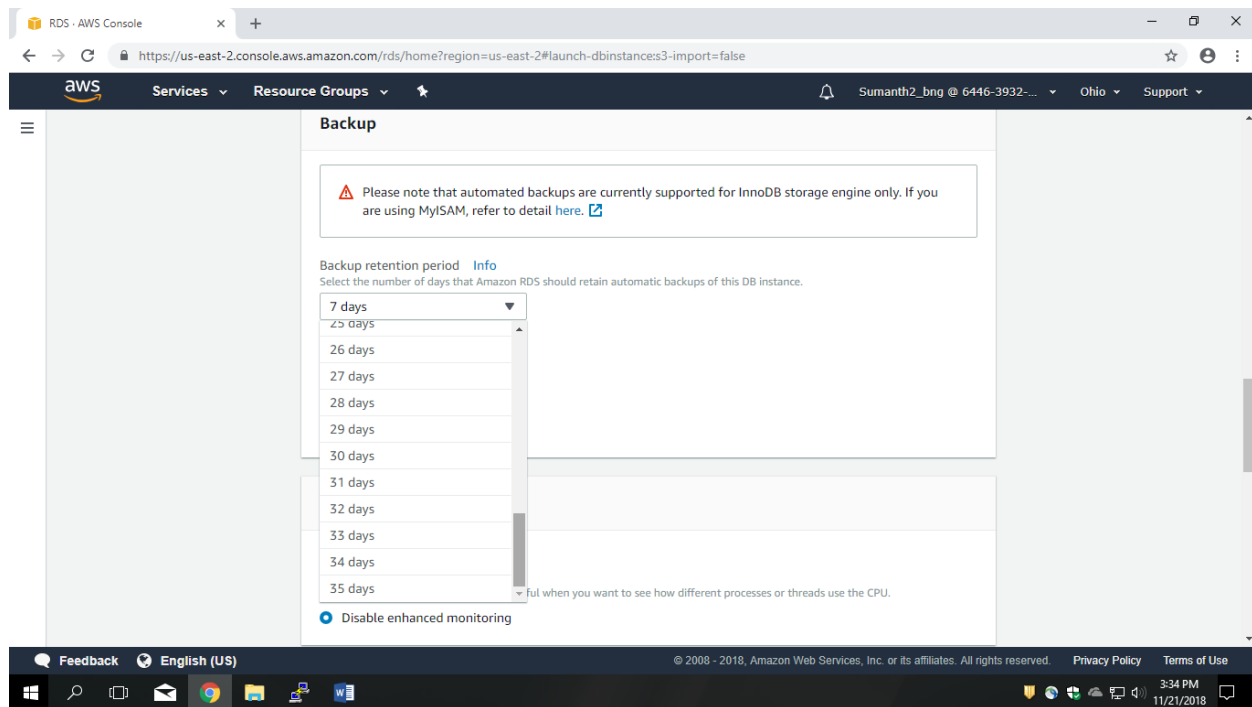 RDS · AWS Console
https://us-east-2.console.aws.amazon.com/rds/home?region=us-east-2#launch-dbinstance:s3-import=false
aws Services Resource Groups Sumanth2_bng @ 6446-3932-... Ohio Support
Backup
Please note that automated backups are currently supported for InnoDB storage engine only. If you
are using MyISAM, refer to detail here.
Backup retention period Info
Select the number of days that Amazon RDS should retain automatic backups of this DB instance.
7 days
25 days
26 days
27 days
28 days
29 days
30 days
31 days
32 days
33 days
34 days
35 days
ful when you want to see how different processes or threads use the CPU.
Disable enhanced monitoring
Feedback English (US) © 2008 - 2018, Amazon Web Services, Inc. or its affiliates. All rights reserved. Privacy Policy Terms of Use
3:34 PM
11/21/2018